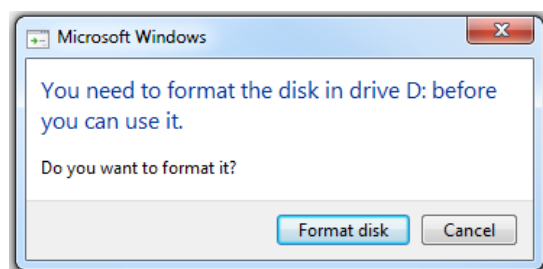 Microsoft Windows
You need to format the disk in drive D: before
you can use it.
Do you want to format it?
Format disk
Cancel